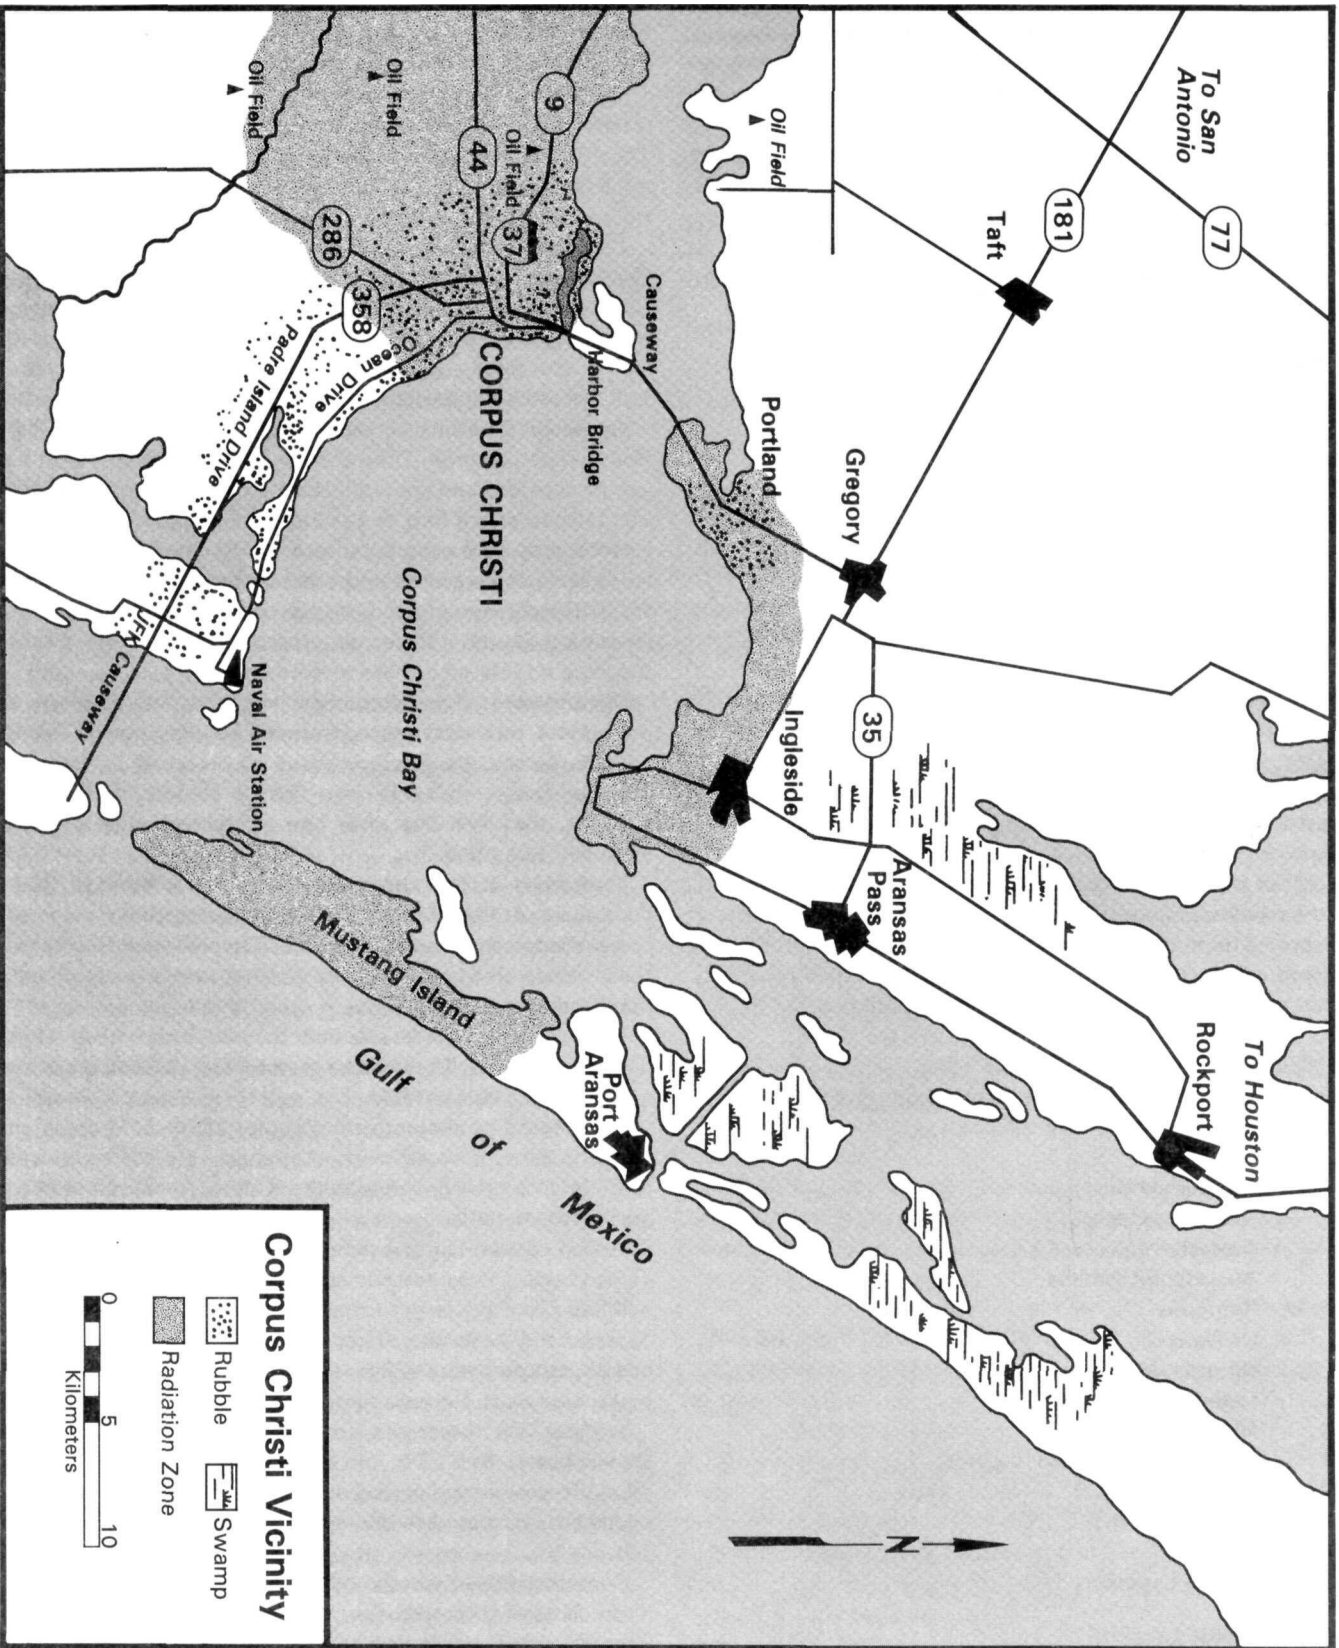 To San
Antonio
77
181
Taft
Oil Field
9
Oil Field
44
Oil Field
Oil Field
37
286
358
Causeway
Harbor Bridge
Portland
Gregory
CORPUS CHRISTI
Ocean Drive
Padre Island Drive
Corpus Christi Bay
35
Ingleside
Naval Air Station
JFK Causeway
Aransas
Pass
Mustang Island
Rockport
To Houston
Port
Aransas
Gulf
of
Mexico
Corpus Christi Vicinity
Rubble
Swamp
Radiation Zone
0 5 10
Kilometers
N